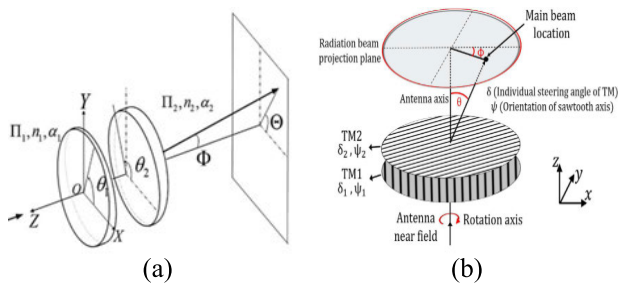 Y
Π₁, n₁, α₁
O
θ₁
X
Z
θ₂
Π₂, n₂, α₂
Φ
Θ
(a)
Main beam
location
Radiation beam
projection plane
ϕ
Antenna axis
θ
δ (Individual steering angle of TM)
ψ (Orientation of sawtooth axis)
TM2
δ₂ , ψ₂
TM1
δ₁ , ψ₁
Antenna
near field
Rotation axis
z
y
x
(b)